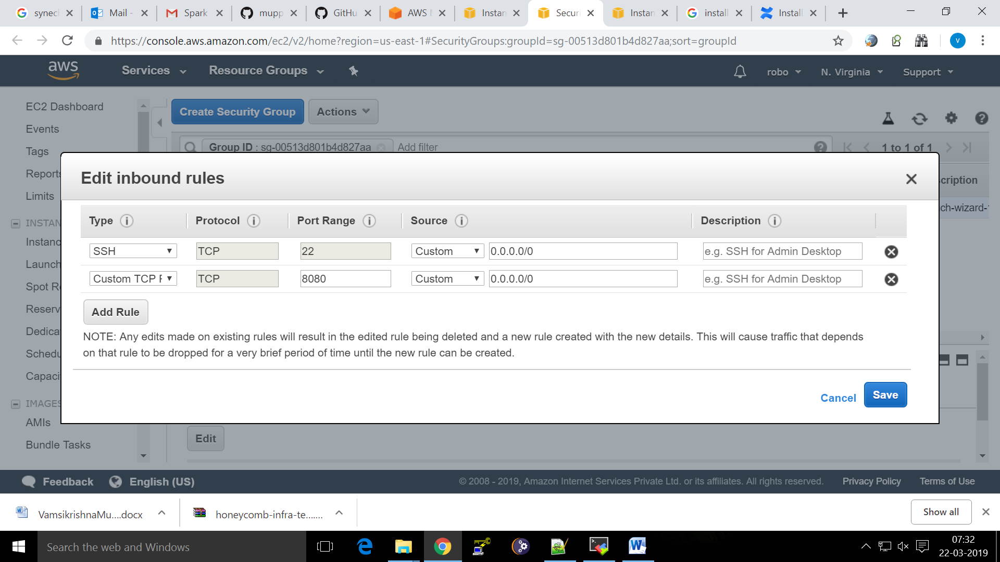 synecl
Mail -
Spark
mupp
GitHu
AWS M
Instan
Securi
Instan
install
Install
https://console.aws.amazon.com/ec2/v2/home?region=us-east-1#SecurityGroups:groupId=sg-00513d801b4d827aa;sort=groupId
V
aws
Services
Resource Groups
robo
N. Virginia
Support
EC2 Dashboard
Events
Tags
Reports
Limits
INSTAN
Instanc
Launch
Spot Re
Reserv
Dedica
Schedu
Capaci
IMAGES
AMIs
Bundle Tasks
Create Security Group
Actions
Group ID : sg-00513d801b4d827aa
Add filter
1 to 1 of 1
cription
ch-wizard-
Edit inbound rules
Type Protocol Port Range Source Description
SSH TCP 22 Custom 0.0.0.0/0 e.g. SSH for Admin Desktop
Custom TCP F TCP 8080 Custom 0.0.0.0/0 e.g. SSH for Admin Desktop
Add Rule
NOTE: Any edits made on existing rules will result in the edited rule being deleted and a new rule created with the new details. This will cause traffic that depends
on that rule to be dropped for a very brief period of time until the new rule can be created.
Cancel
Save
Edit
Feedback
English (US)
© 2008 - 2019, Amazon Internet Services Private Ltd. or its affiliates. All rights reserved.
Privacy Policy
Terms of Use
VamsikrishnaMu....docx
honeycomb-infra-te.......
Show all
Search the web and Windows
07:32
22-03-2019